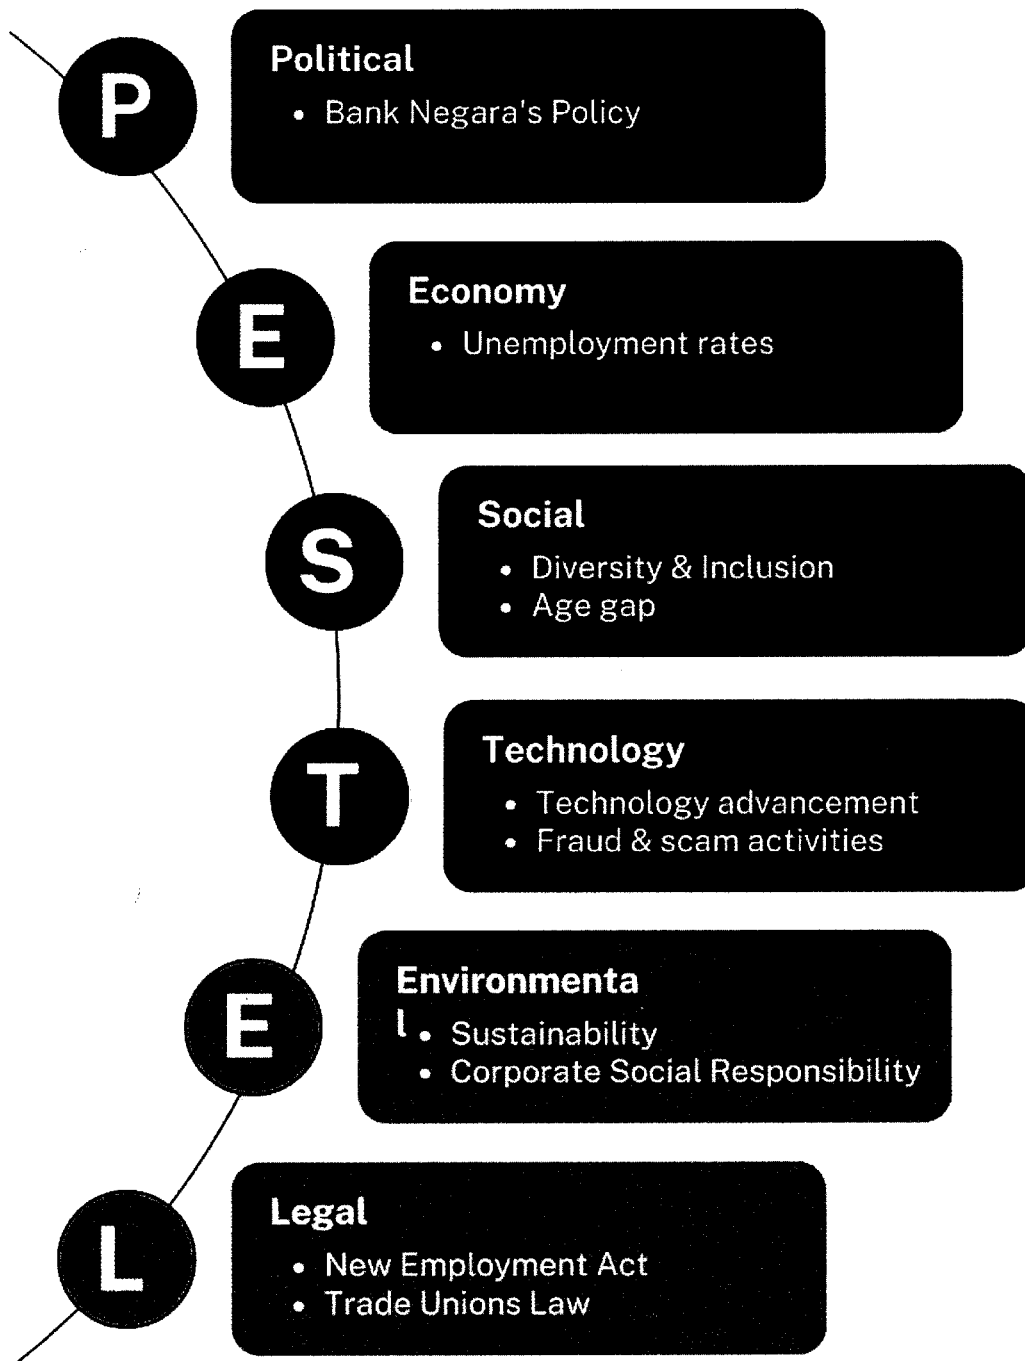 P
Political
• Bank Negara's Policy
E
Economy
• Unemployment rates
S
Social
• Diversity & Inclusion
• Age gap
T
Technology
• Technology advancement
• Fraud & scam activities
E
Environmenta
l
• Sustainability
• Corporate Social Responsibility
L
Legal
• New Employment Act
• Trade Unions Law